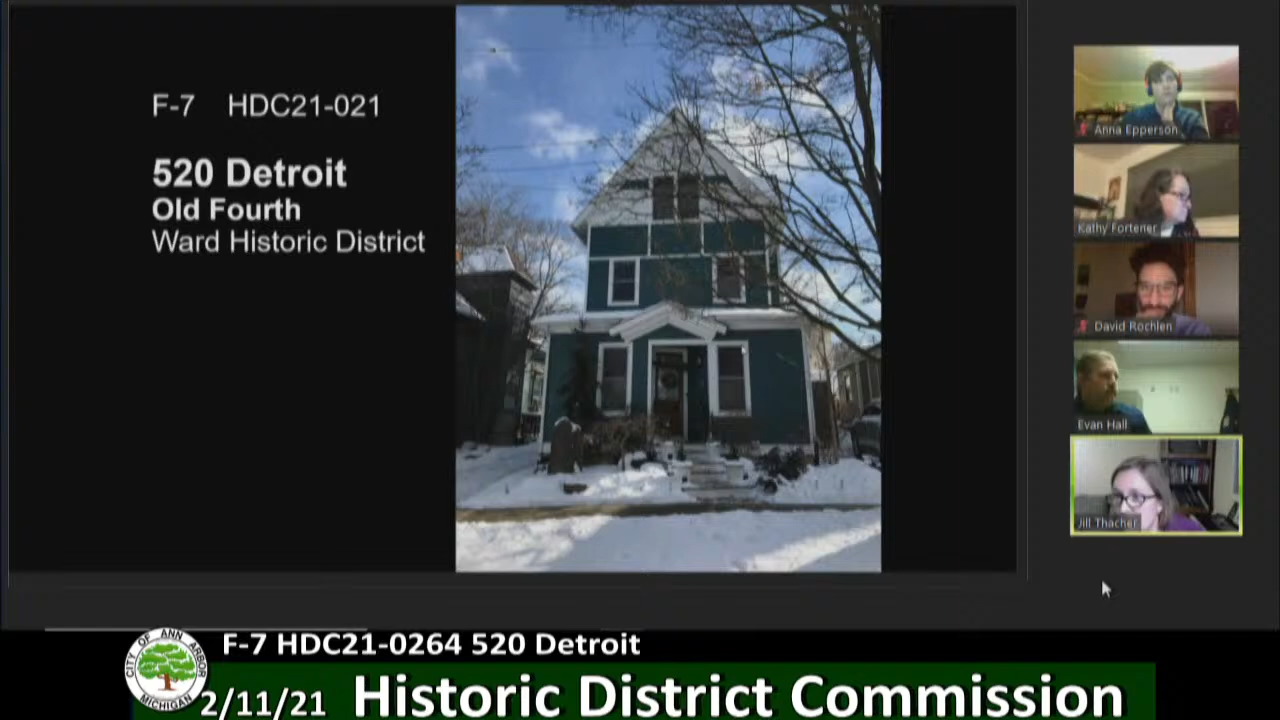 F-7 HDC21-021
520 Detroit
Old Fourth
Ward Historic District
Anna Epperson
Kathy Fortener
David Rochlen
Evan Hall
Jill Thacher
F-7 HDC21-0264 520 Detroit
CITY OF ANN ARBOR
MICHIGAN
2/11/21 Historic District Commission